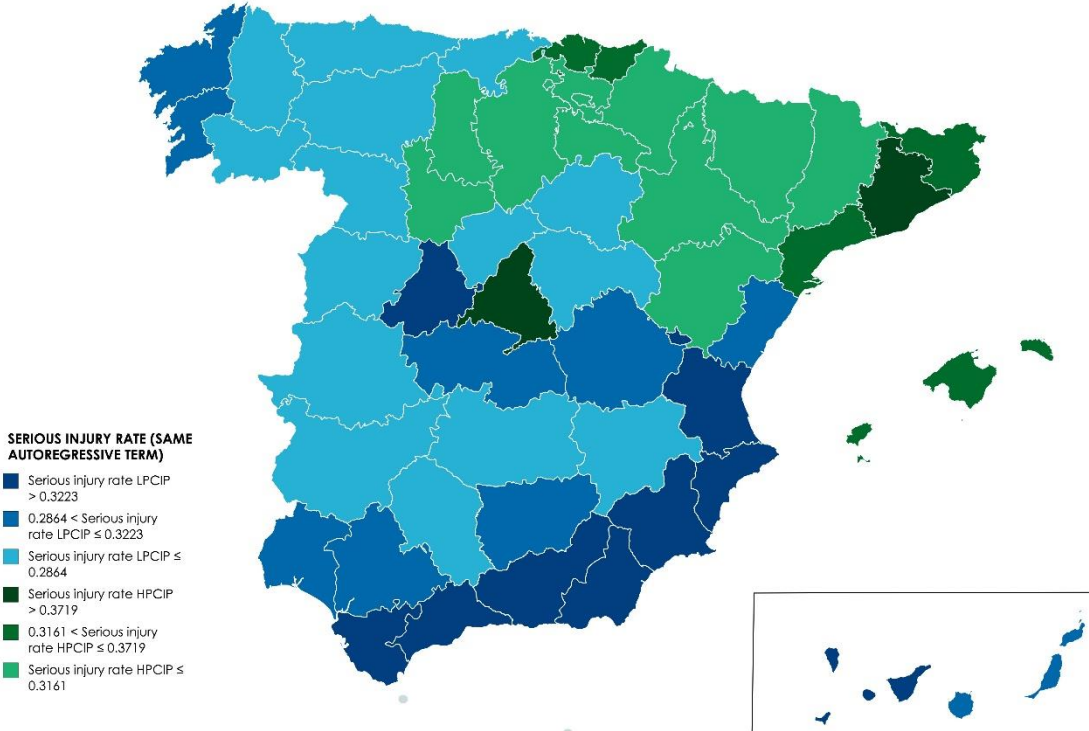 SERIOUS INJURY RATE (SAME
AUTOREGRESSIVE TERM)
Serious injury rate LPCIP
> 0.3223
0.2864 < Serious injury
rate LPCIP ≤ 0.3223
Serious injury rate LPCIP ≤
0.2864
Serious injury rate HPCIP
> 0.3719
0.3161 < Serious injury
rate HPCIP ≤ 0.3719
Serious injury rate HPCIP ≤
0.3161